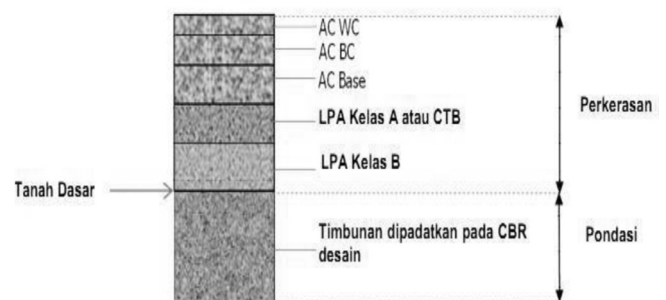 AC WC
AC BC
AC Base
LPA Kelas A atau CTB
LPA Kelas B
Perkerasan
Tanah Dasar
Timbunan dipadatkan pada CBR
desain
Pondasi